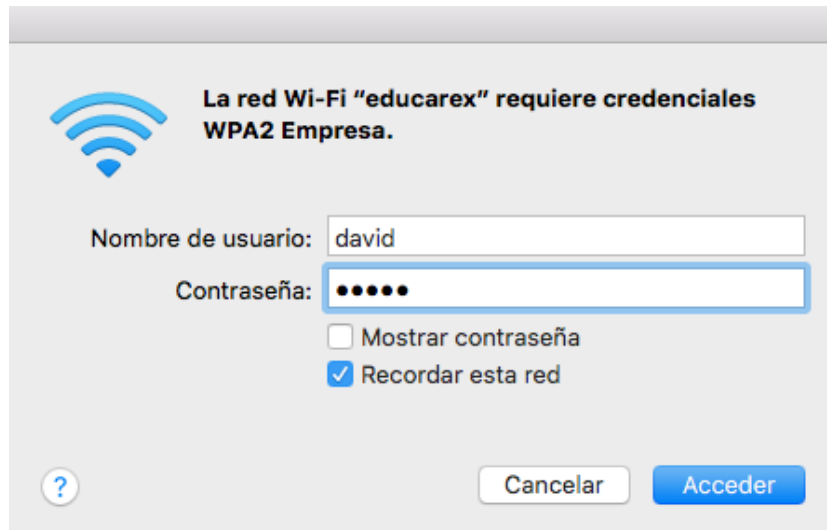 La red Wi-Fi “educarex” requiere credenciales
WPA2 Empresa.
Nombre de usuario: david
Contraseña: •••••
Mostrar contraseña
Recordar esta red
? Cancelar Acceder